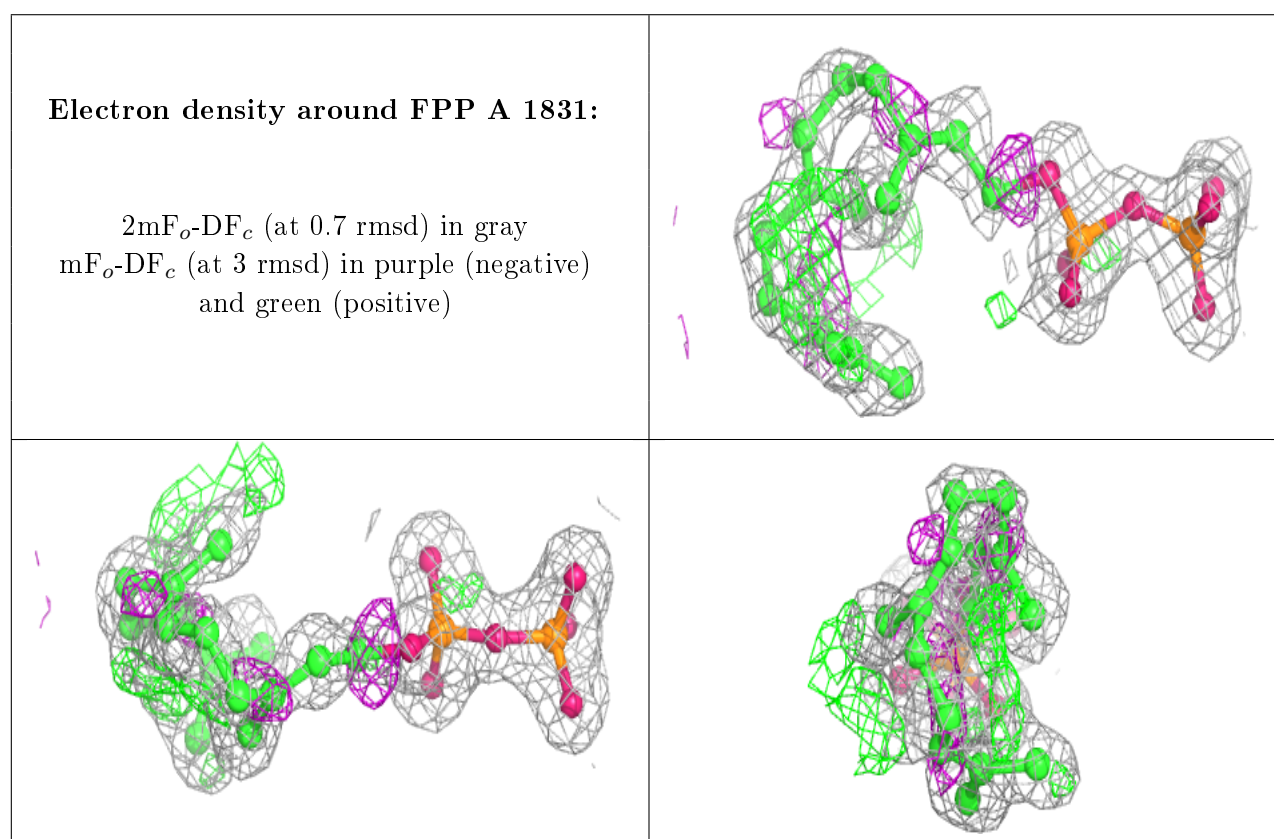 Electron density around FPP A 1831:
2mFo-DFc (at 0.7 rmsd) in gray
mFo-DFc (at 3 rmsd) in purple (negative)
and green (positive)